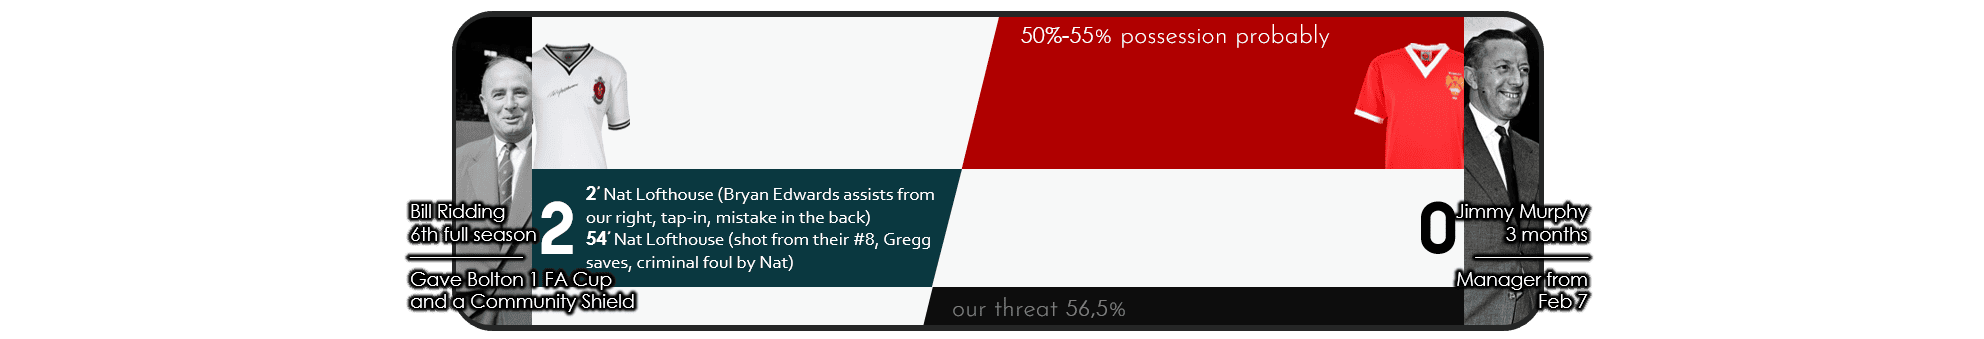 50%-55% possession probably
2' Nat Lofthouse (Bryan Edwards assists from
our right, tap-in, mistake in the back)
54' Nat Lofthouse (shot from their #8, Gregg
saves, criminal foul by Nat)
2
0
Bill Ridding
6th full season
Gave Bolton 1 FA Cup
and a Community Shield
Jimmy Murphy
3 months
Manager from
Feb 7
our threat 56,5%